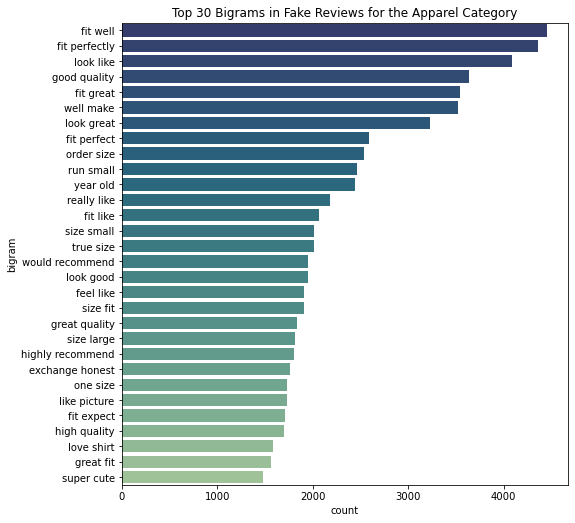 Top 30 Bigrams in Fake Reviews for the Apparel Category
fit well
fit perfectly
look like
good quality
fit great
well make
look great
fit perfect
order size
run small
year old
really like
fit like
size small
true size
would recommend
look good
feel like
size fit
great quality
size large
highly recommend
exchange honest
one size
like picture
fit expect
high quality
love shirt
great fit
super cute
bigram
0 1000 2000 3000 4000
count